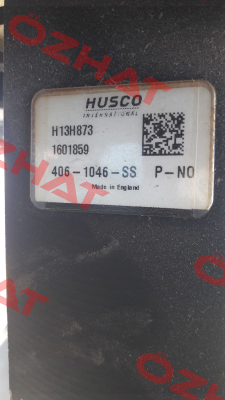 HUSCO
INTERNATIONAL
H13H873
1601859
406-1046-SS P-NO
Made in England
OZHAT
OZHAT
OZHAT
OZHAT
OZHAT